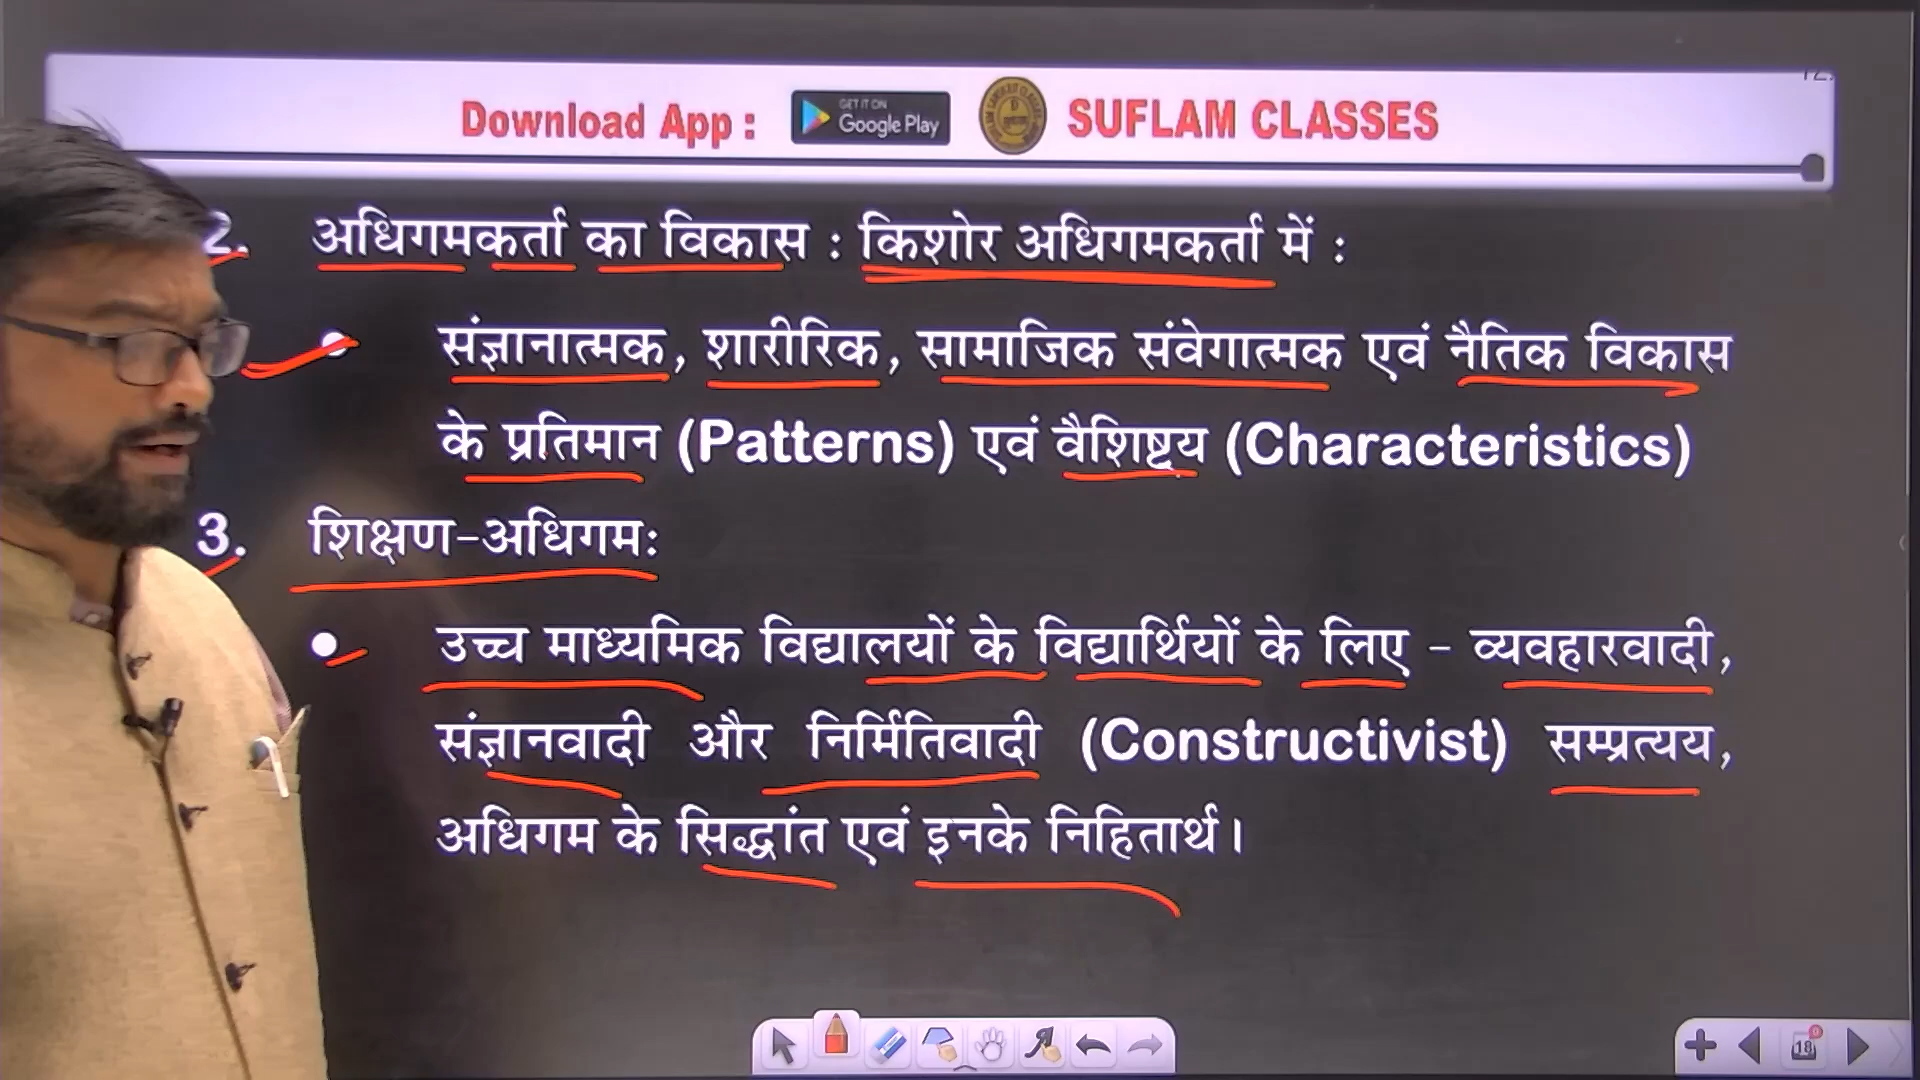 Download App : GET IT ON Google Play SUFLAM CLASSES
2. अधिगमकर्ता का विकास : किशोर अधिगमकर्ता में :
संज्ञानात्मक, शारीरिक, सामाजिक संवेगात्मक एवं नैतिक विकास
के प्रतिमान (Patterns) एवं वैशिष्ट्य (Characteristics)
3. शिक्षण-अधिगमः
उच्च माध्यमिक विद्यालयों के विद्यार्थियों के लिए - व्यवहारवादी,
संज्ञानवादी और निर्मितिवादी (Constructivist) सम्प्रत्यय,
अधिगम के सिद्धांत एवं इनके निहितार्थ।
18